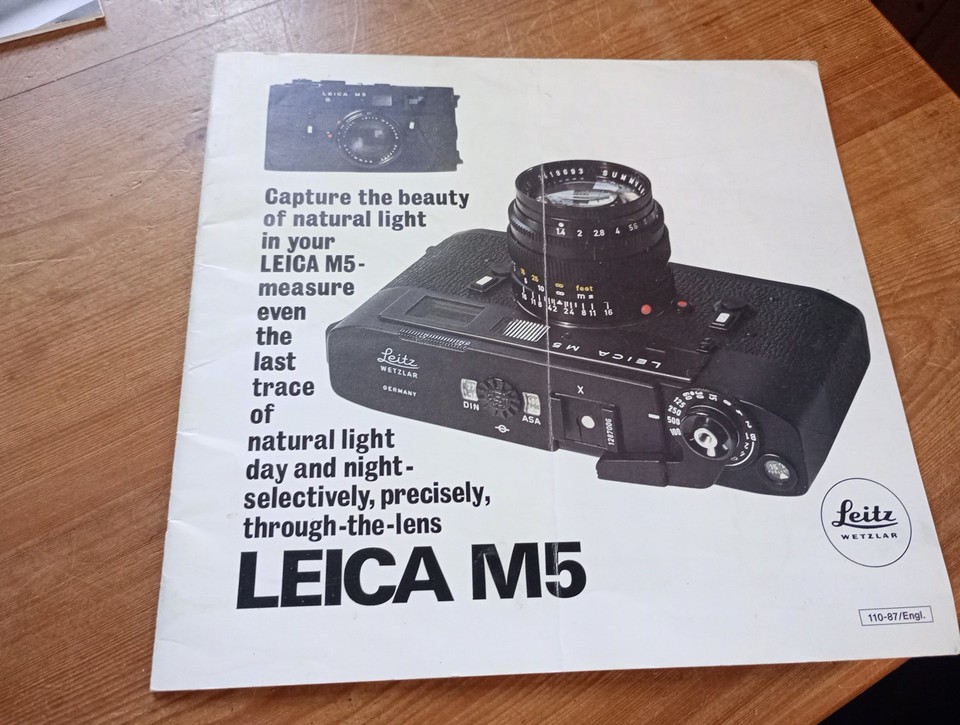 LEICA M5
Capture the beauty
of natural light
in your
LEICA M5-
measure
even
the
last
trace
of
natural light
day and night-
selectively, precisely,
through-the-lens
LEICA M5
1.4 2 2.8 4 5.6
feet
m
LEICA M5
Leitz
WETZLAR
GERMANY
DIN
ASA
X
1287006
125
250
500
Leitz
WETZLAR
110-87/Engl.